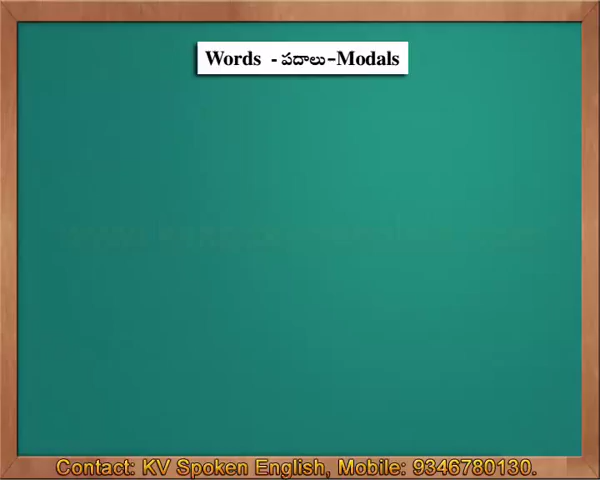 Words - పదాలు-Modals
Contact: KV Spoken English, Mobile: 9346780130.